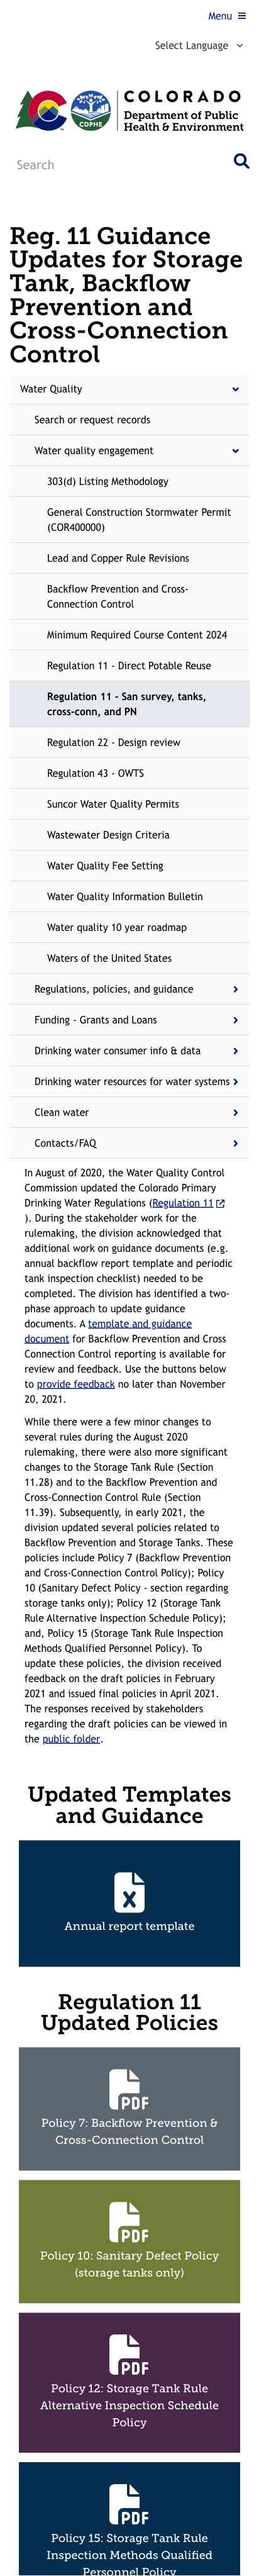 Menu
Select Language
COLORADO
Department of Public
Health & Environment
CDPHE
Search
Reg. 11 Guidance
Updates for Storage
Tank, Backflow
Prevention and
Cross-Connection
Control
Water Quality
Search or request records
Water quality engagement
303(d) Listing Methodology
General Construction Stormwater Permit
(COR400000)
Lead and Copper Rule Revisions
Backflow Prevention and Cross-
Connection Control
Minimum Required Course Content 2024
Regulation 11 - Direct Potable Reuse
Regulation 11 - San survey, tanks,
cross-conn, and PN
Regulation 22 - Design review
Regulation 43 - OWTS
Suncor Water Quality Permits
Wastewater Design Criteria
Water Quality Fee Setting
Water Quality Information Bulletin
Water quality 10 year roadmap
Waters of the United States
Regulations, policies, and guidance
Funding - Grants and Loans
Drinking water consumer info & data
Drinking water resources for water systems
Clean water
Contacts/FAQ
In August of 2020, the Water Quality Control
Commission updated the Colorado Primary
Drinking Water Regulations (Regulation 11
). During the stakeholder work for the
rulemaking, the division acknowledged that
additional work on guidance documents (e.g.
annual backflow report template and periodic
tank inspection checklist) needed to be
completed. The division has identified a two-
phase approach to update guidance
documents. A template and guidance
document for Backflow Prevention and Cross
Connection Control reporting is available for
review and feedback. Use the buttons below
to provide feedback no later than November
20, 2021.
While there were a few minor changes to
several rules during the August 2020
rulemaking, there were also more significant
changes to the Storage Tank Rule (Section
11.28) and to the Backflow Prevention and
Cross-Connection Control Rule (Section
11.39). Subsequently, in early 2021, the
division updated several policies related to
Backflow Prevention and Storage Tanks. These
policies include Policy 7 (Backflow Prevention
and Cross-Connection Control Policy); Policy
10 (Sanitary Defect Policy - section regarding
storage tanks only); Policy 12 (Storage Tank
Rule Alternative Inspection Schedule Policy);
and, Policy 15 (Storage Tank Rule Inspection
Methods Qualified Personnel Policy). To
update these policies, the division received
feedback on the draft policies in February
2021 and issued final policies in April 2021.
The responses received by stakeholders
regarding the draft policies can be viewed in
the public folder.
Updated Templates
and Guidance
Annual report template
Regulation 11
Updated Policies
PDF
Policy 7: Backflow Prevention &
Cross-Connection Control
PDF
Policy 10: Sanitary Defect Policy
(storage tanks only)
PDF
Policy 12: Storage Tank Rule
Alternative Inspection Schedule
Policy
PDF
Policy 15: Storage Tank Rule
Inspection Methods Qualified
Personnel Policy